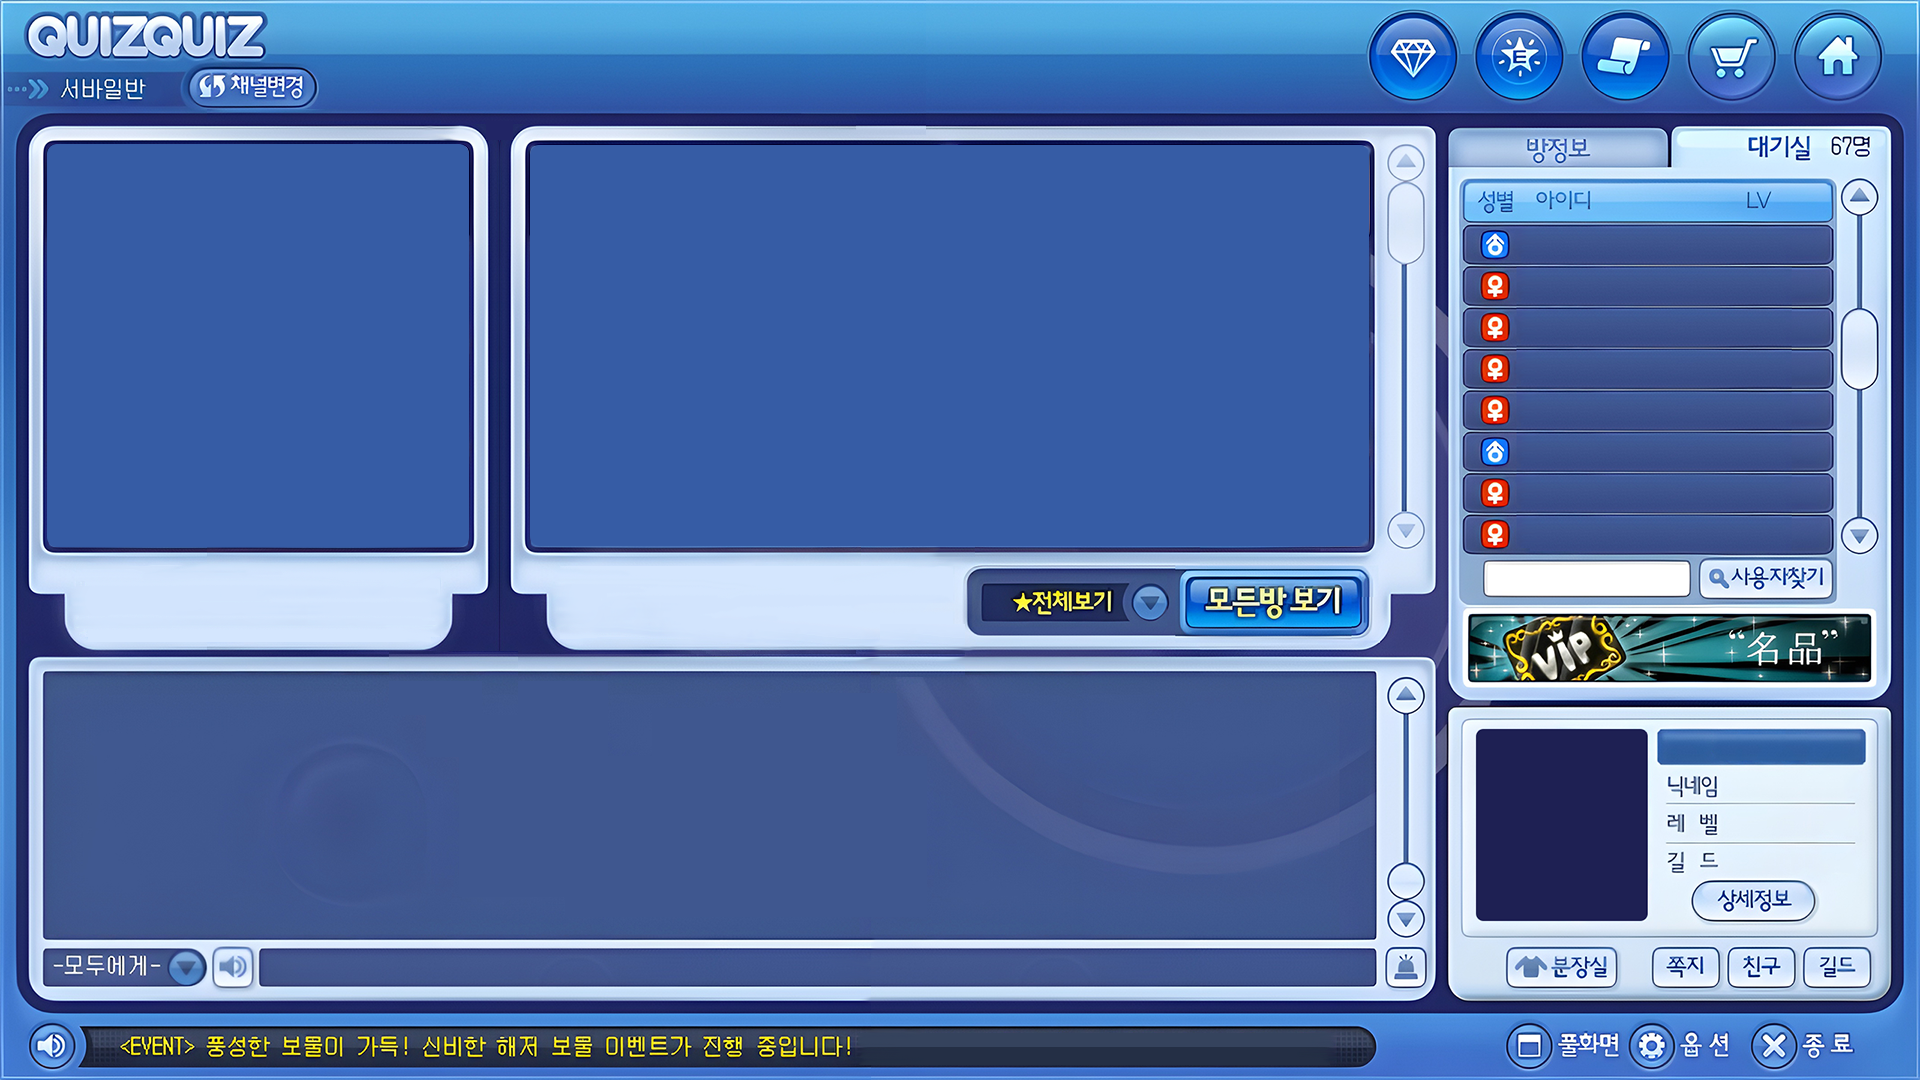 QUIZQUIZ
서바일반
채널변경
E
방정보
대기실 67명
성별 아이디 LV
사용자찾기
VIP “名品”
★전체보기
모든방 보기
닉네임
레 벨
길 드
상세정보
-모두에게-
분장실
쪽지
친구
길드
<EVENT> 풍성한 보물이 가득! 신비한 해저 보물 이벤트가 진행 중입니다!
풀화면
옵 션
종 료